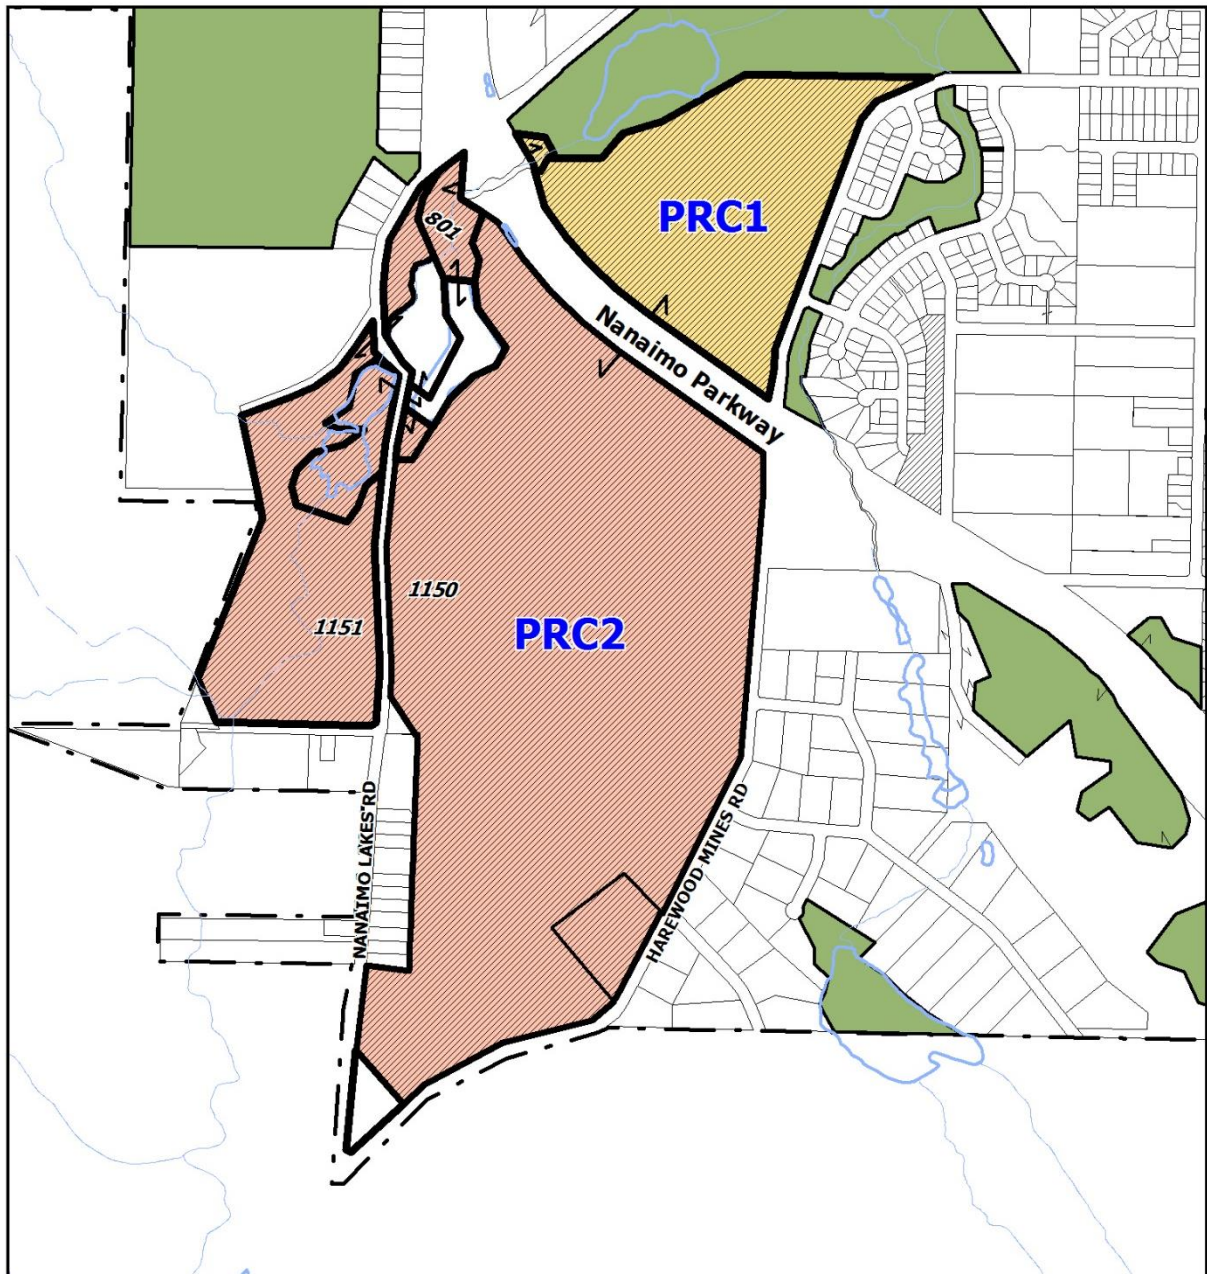 PRC1
801
Nanaimo Parkway
1150
1151
PRC2
NANAIMO LAKES RD
HAREWOOD MINES RD